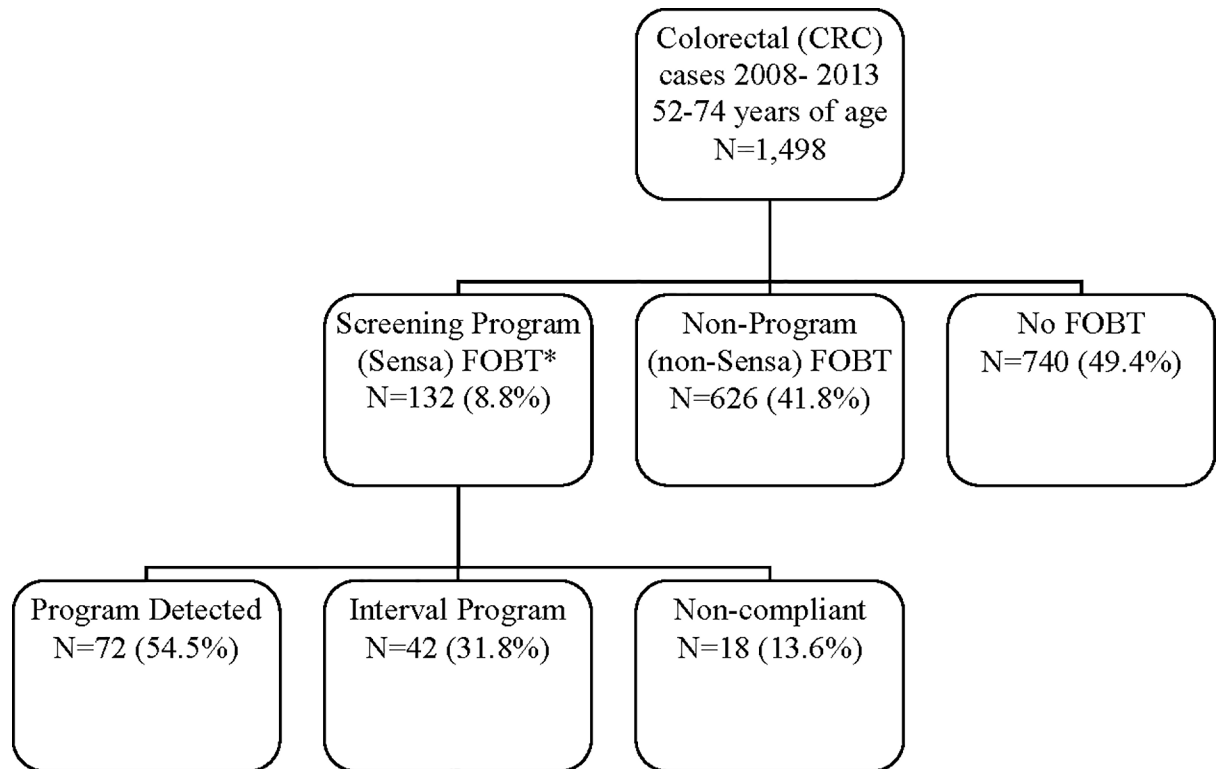 Colorectal (CRC)
cases 2008- 2013
52-74 years of age
N=1,498
Screening Program
(Sensa) FOBT*
N=132 (8.8%)
Non-Program
(non-Sensa) FOBT
N=626 (41.8%)
No FOBT
N=740 (49.4%)
Program Detected
N=72 (54.5%)
Interval Program
N=42 (31.8%)
Non-compliant
N=18 (13.6%)